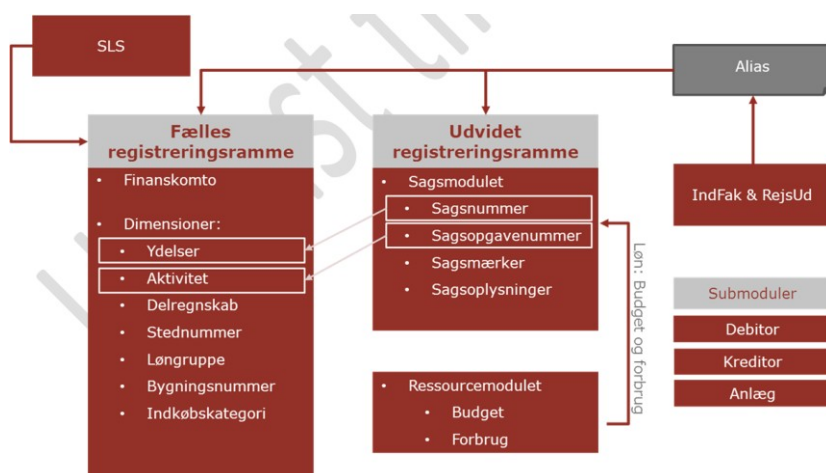 SLS
Alias
Fælles
registreringsramme
• Finanskonto
• Dimensioner:
• Ydelser
• Aktivitet
• Delregnskab
• Stednummer
• Løngruppe
• Bygningsnummer
• Indkøbskategori
Udvidet
registreringsramme
• Sagsmodulet
• Sagsnummer
• Sagsopgavenummer
• Sagsmærker
• Sagsoplysninger
• Ressourcemodulet
• Budget
• Forbrug
Løn: Budget og forbrug
IndFak & RejsUd
Submoduler
Debitor
Kreditor
Anlæg